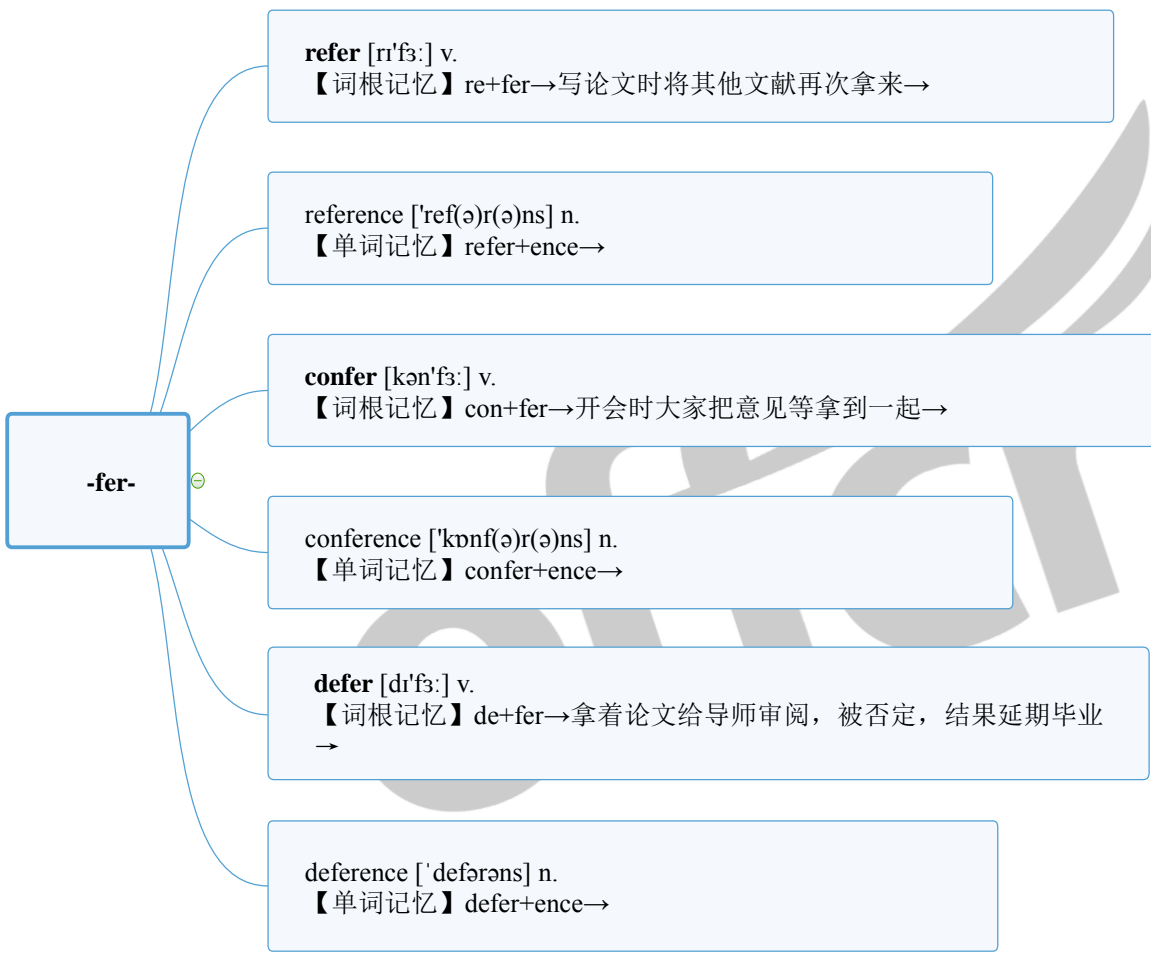 refer [rɪ'fɜː] v.
【词根记忆】re+fer→写论文时将其他文献再次拿来→
reference ['ref(ə)r(ə)ns] n.
【单词记忆】refer+ence→
confer [kən'fɜː] v.
【词根记忆】con+fer→开会时大家把意见等拿到一起→
-fer-
conference ['kɒnf(ə)r(ə)ns] n.
【单词记忆】confer+ence→
defer [dɪ'fɜː] v.
【词根记忆】de+fer→拿着论文给导师审阅，被否定，结果延期毕业
→
deference [ˈdefərəns] n.
【单词记忆】defer+ence→